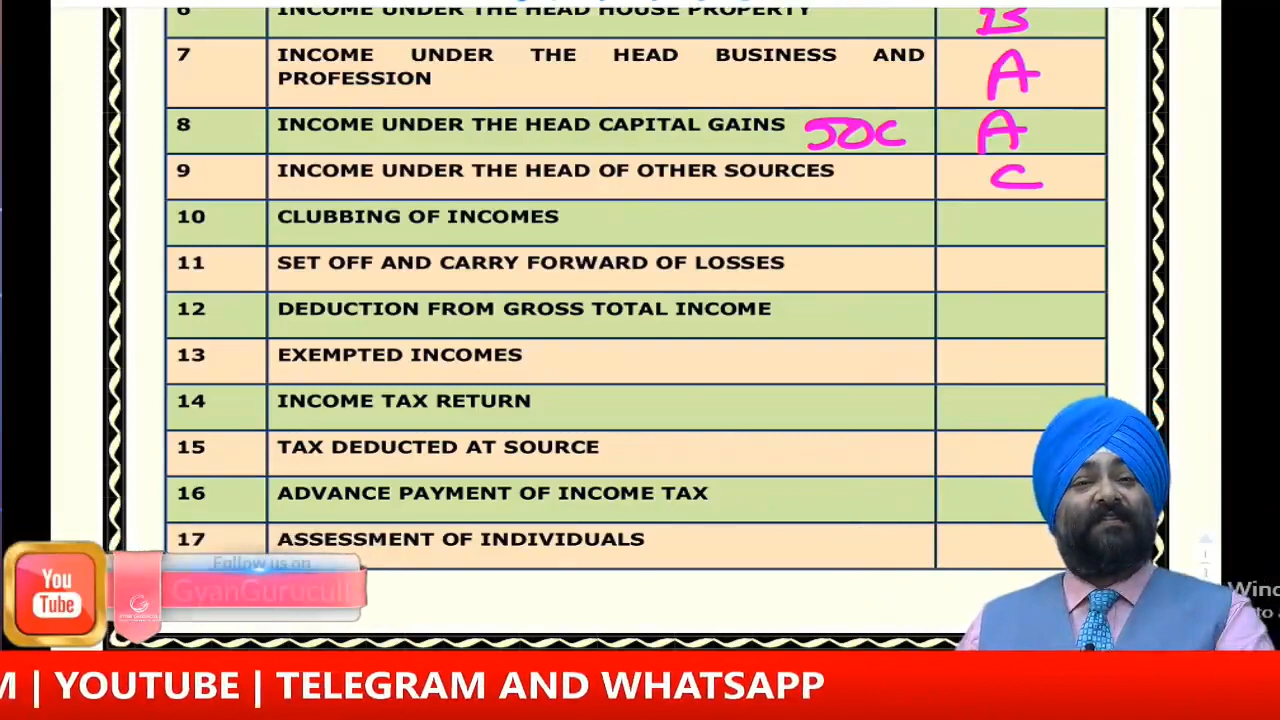 6 INCOME UNDER THE HEAD HOUSE PROPERTY B
7 INCOME UNDER THE HEAD BUSINESS AND
PROFESSION A
8 INCOME UNDER THE HEAD CAPITAL GAINS 50C A
9 INCOME UNDER THE HEAD OF OTHER SOURCES C
10 CLUBBING OF INCOMES
11 SET OFF AND CARRY FORWARD OF LOSSES
12 DEDUCTION FROM GROSS TOTAL INCOME
13 EXEMPTED INCOMES
14 INCOME TAX RETURN
15 TAX DEDUCTED AT SOURCE
16 ADVANCE PAYMENT OF INCOME TAX
17 ASSESSMENT OF INDIVIDUALS
You
Tube
Follow us on
M | YOUTUBE | TELEGRAM AND WHATSAPP